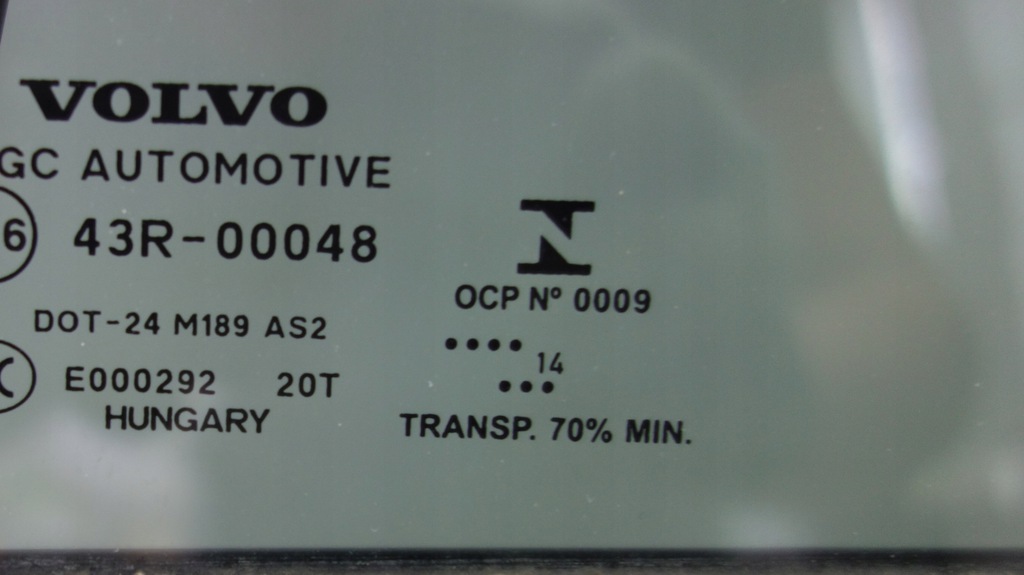 VOLVO
GC AUTOMOTIVE
6 43R-00048
OCP Nº 0009
DOT-24 M189 AS2
14
E000292 20T
HUNGARY
TRANSP. 70% MIN.